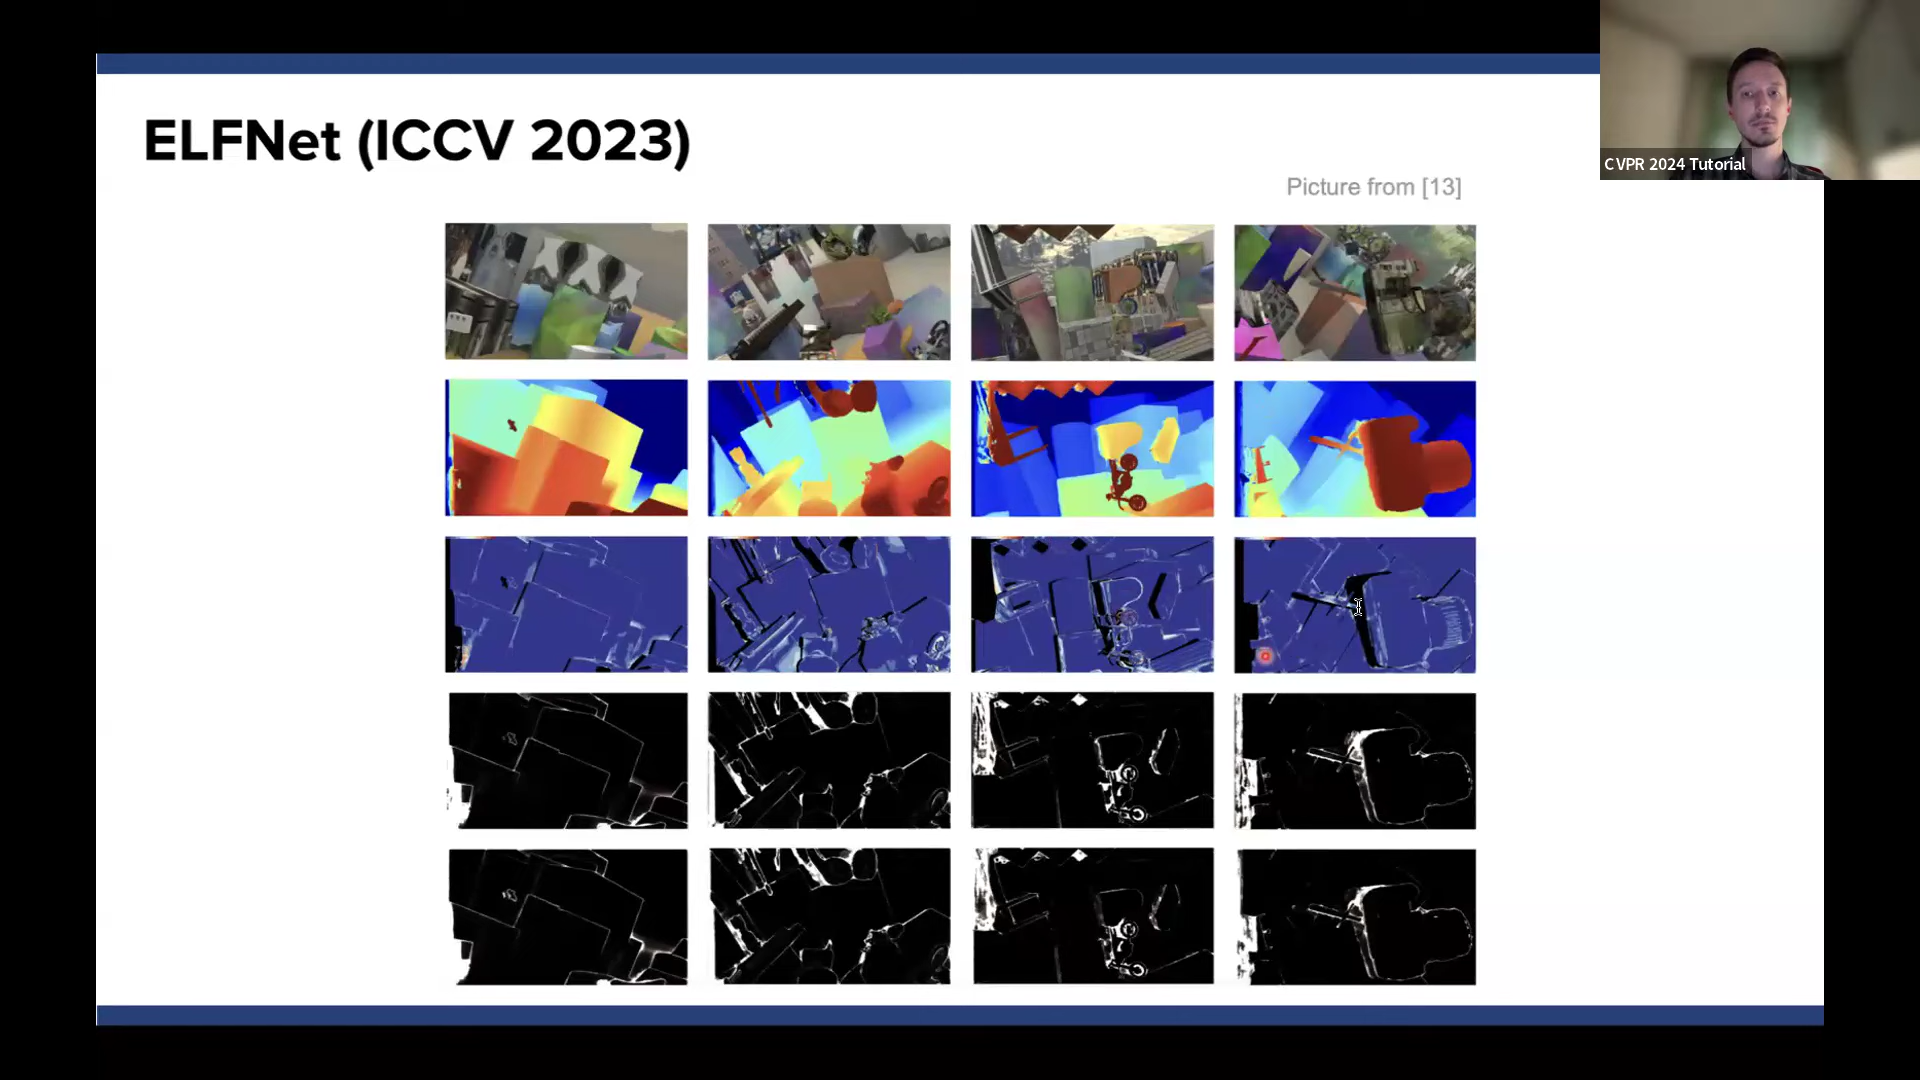 ELFNet (ICCV 2023)
Picture from [13]
CVPR 2024 Tutorial